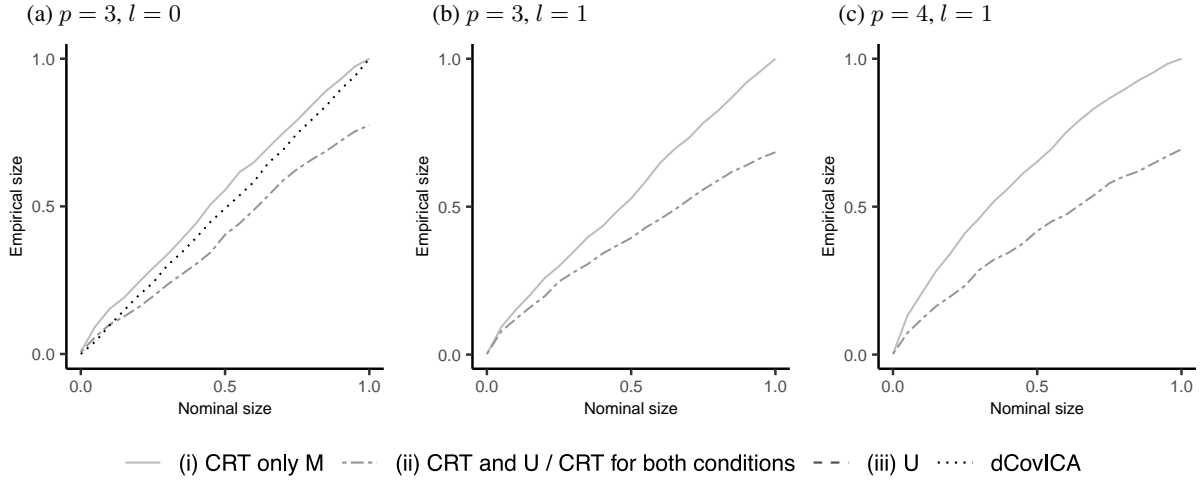 (a) p = 3, l = 0
(b) p = 3, l = 1
(c) p = 4, l = 1
1.0
0.5
0.0
Empirical size
0.0 0.5 1.0
Nominal size
1.0
0.5
0.0
Empirical size
0.0 0.5 1.0
Nominal size
1.0
0.5
0.0
Empirical size
0.0 0.5 1.0
Nominal size
(i) CRT only M (ii) CRT and U / CRT for both conditions (iii) U dCovICA